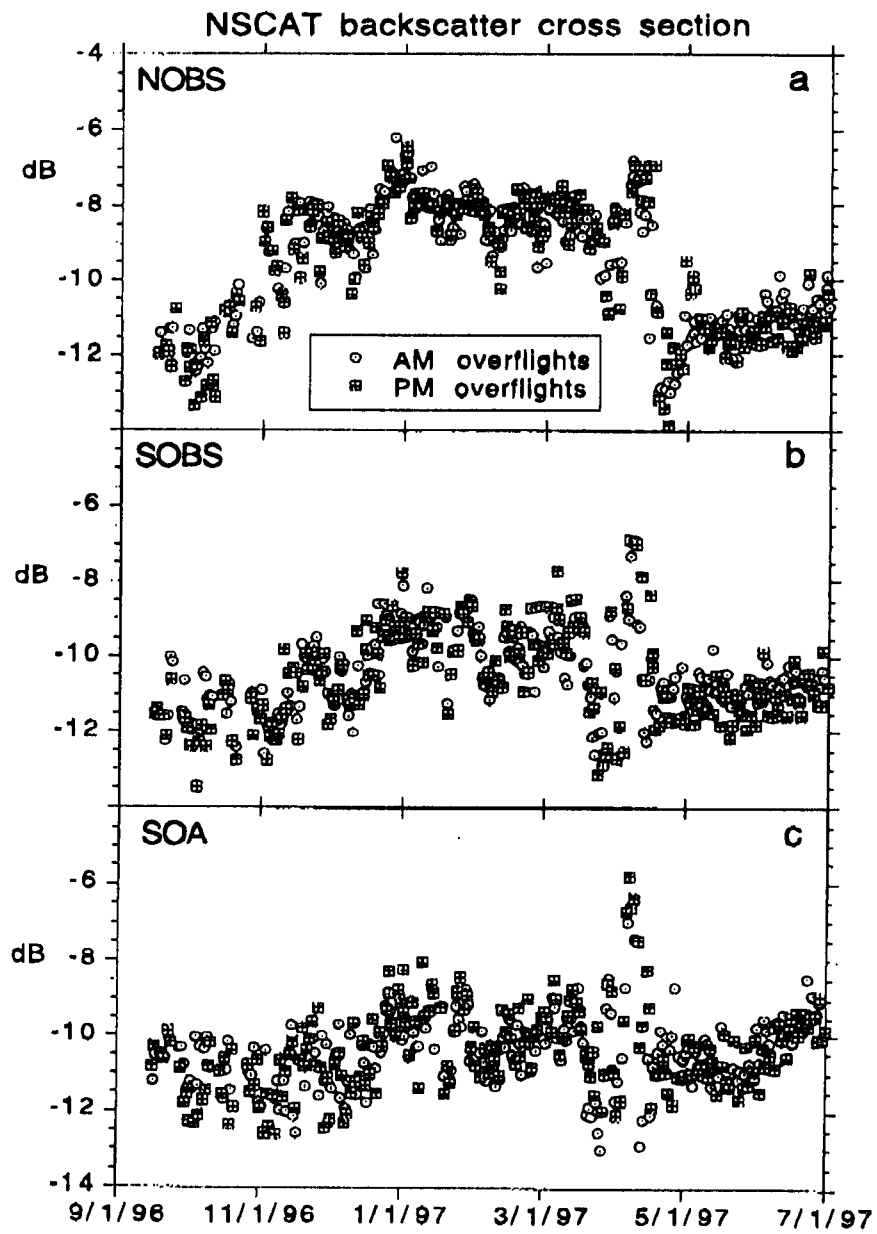 NSCAT backscatter cross section
-4
NOBS a
-6
dB
-8
-10
-12
AM overflights
PM overflights
SOBS b
-6
dB
-8
-10
-12
SOA c
-6
-8
dB
-10
-12
-14
9/1/96 11/1/96 1/1/97 3/1/97 5/1/97 7/1/97